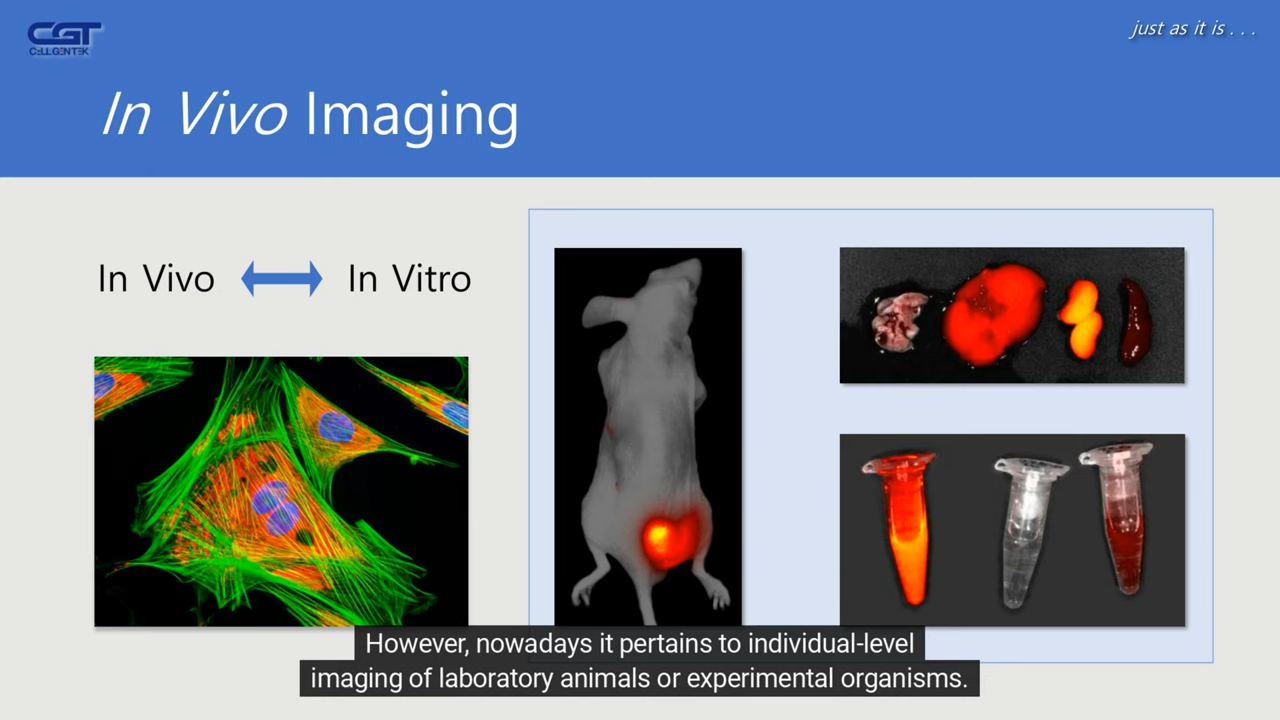 CGT
CELLGENTEK
just as it is . . .
In Vivo Imaging
In Vivo
In Vitro
However, nowadays it pertains to individual-level
imaging of laboratory animals or experimental organisms.